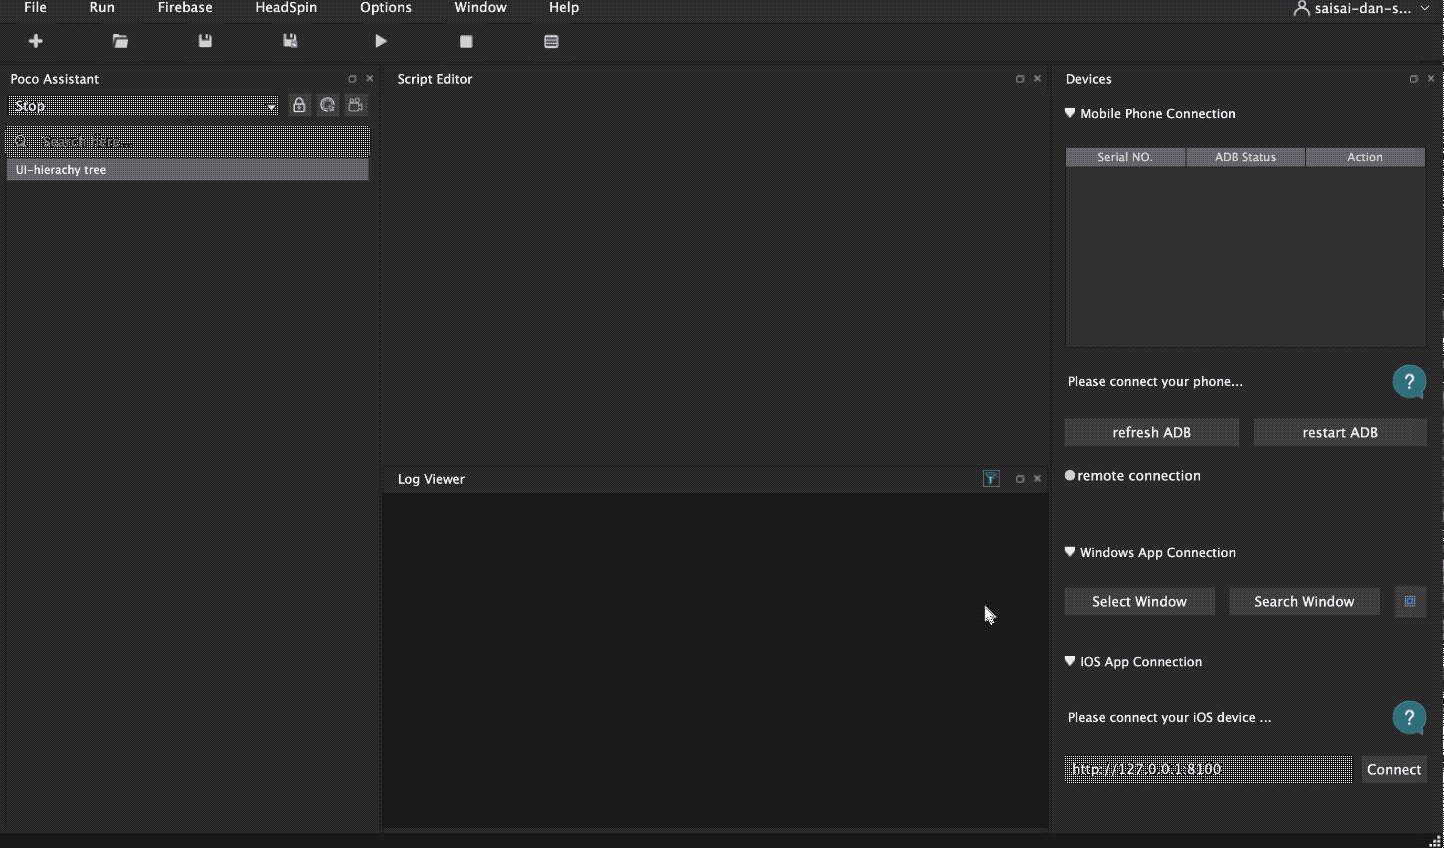 File Run Firebase HeadSpin Options Window Help saisai-dan-s...
Poco Assistant
Stop
Search here...
UI-hierachy tree
Script Editor
Log Viewer
Devices
Mobile Phone Connection
Serial NO. ADB Status Action
Please connect your phone... ?
refresh ADB restart ADB
remote connection
Windows App Connection
Select Window Search Window
IOS App Connection
Please connect your iOS device ... ?
http://127.0.0.1:8100 Connect